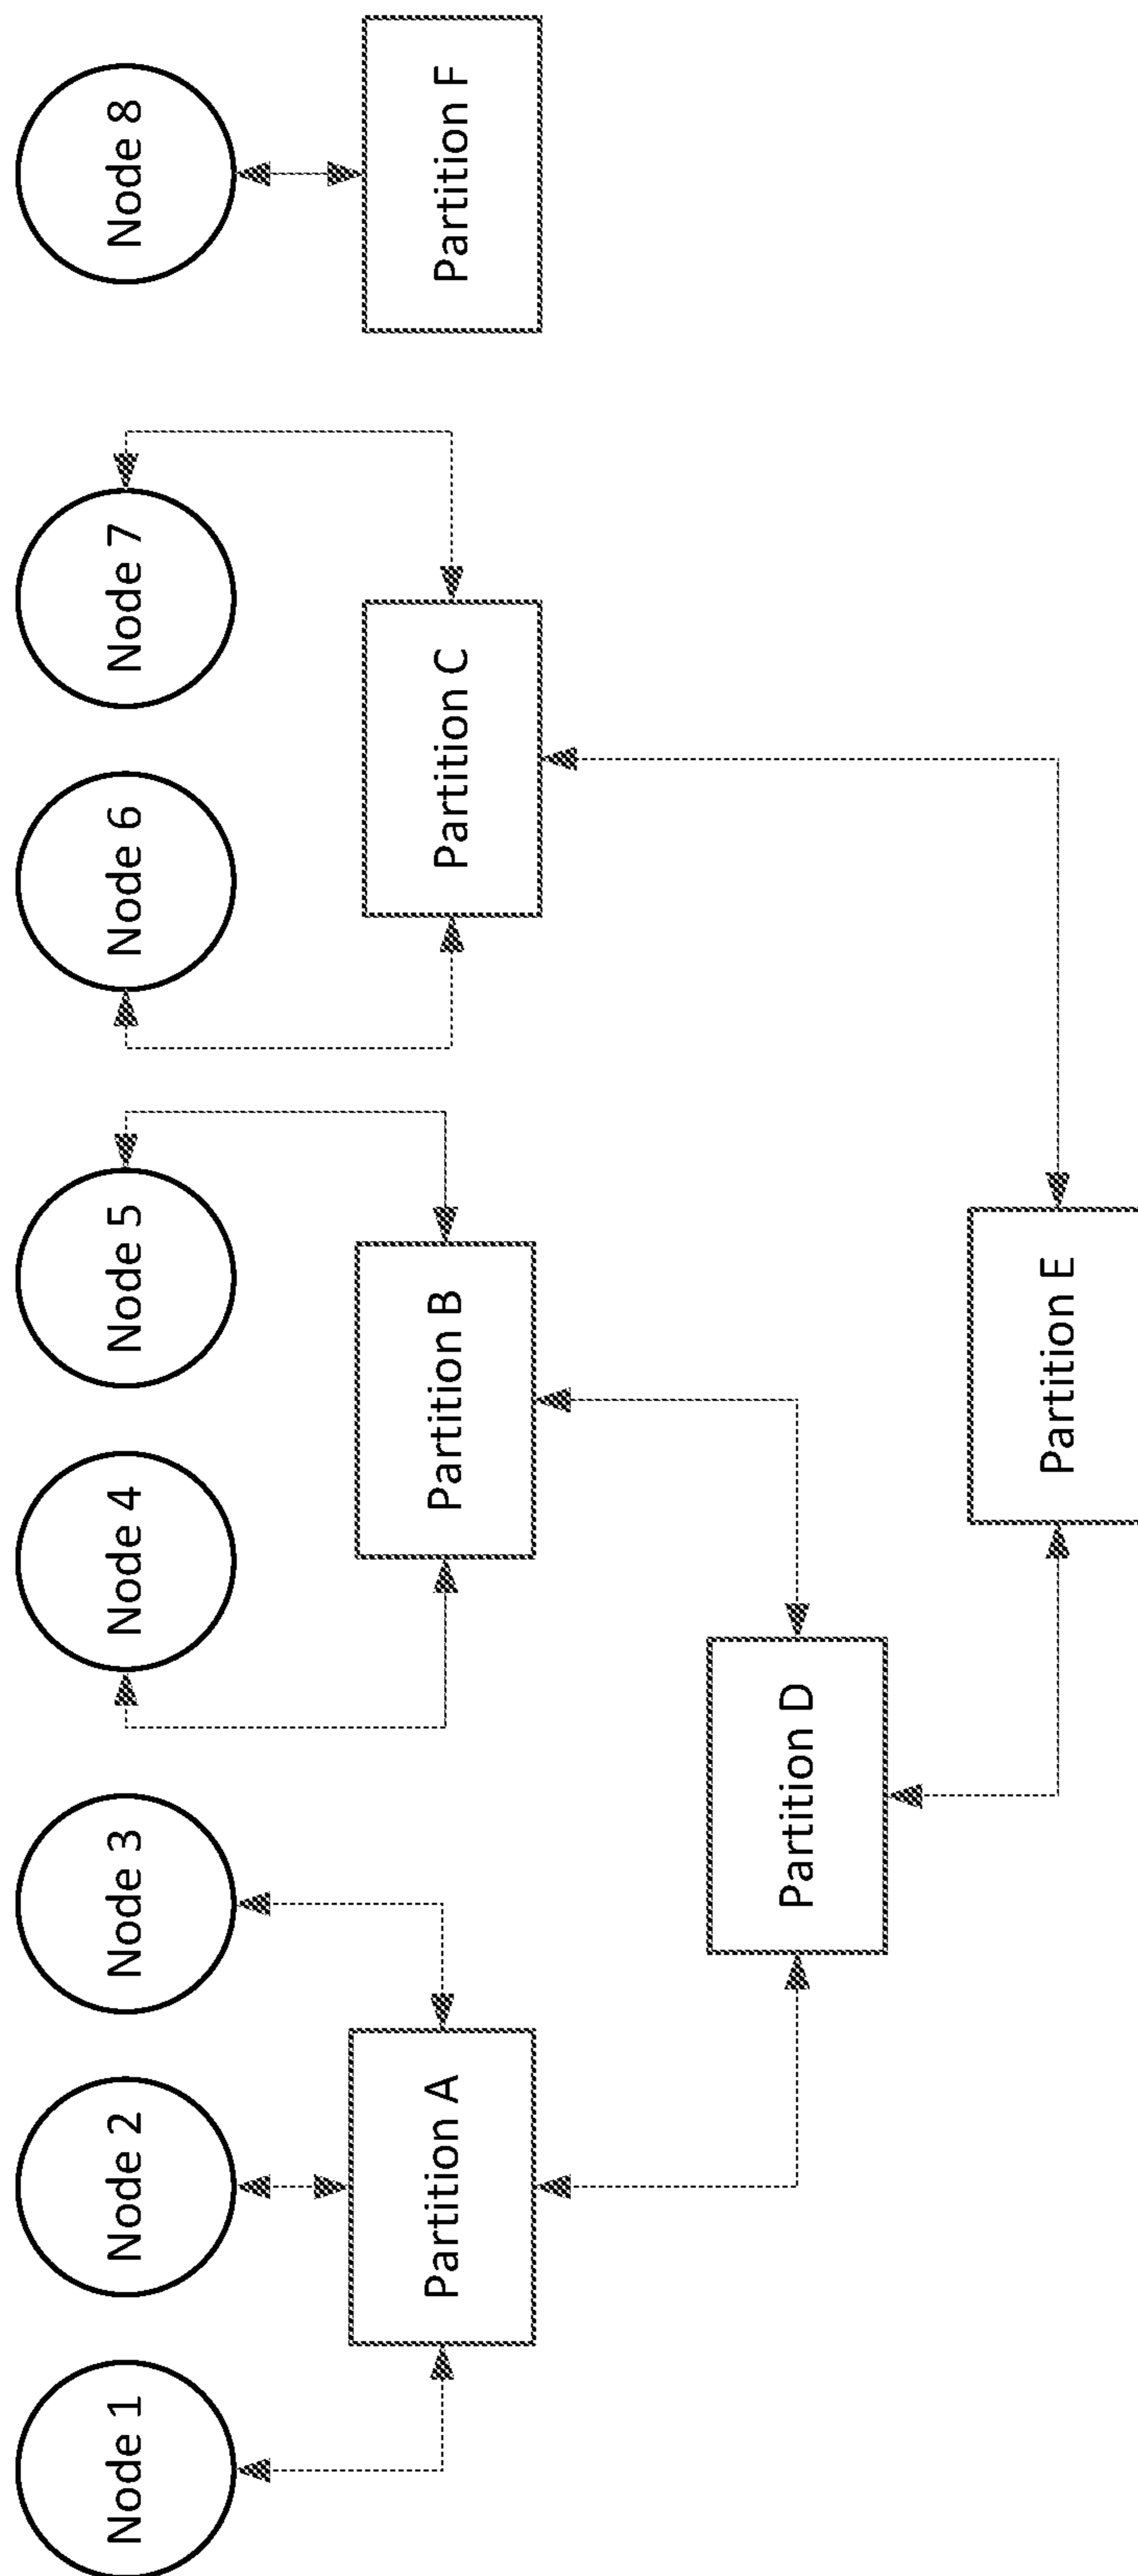 Node 1
Node 2
Node 3
Node 4
Node 5
Node 6
Node 7
Node 8
Partition A
Partition B
Partition C
Partition F
Partition D
Partition E